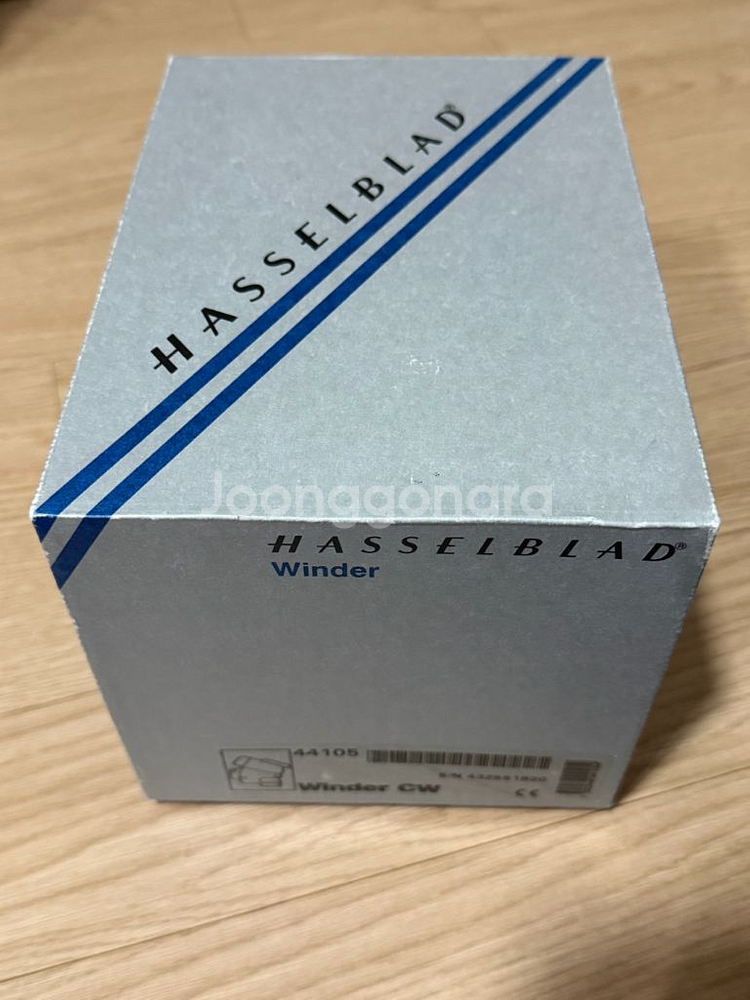 HASSELBLAD®
Joonggonara
HASSELBLAD®
Winder
44105
Winder CW
CE